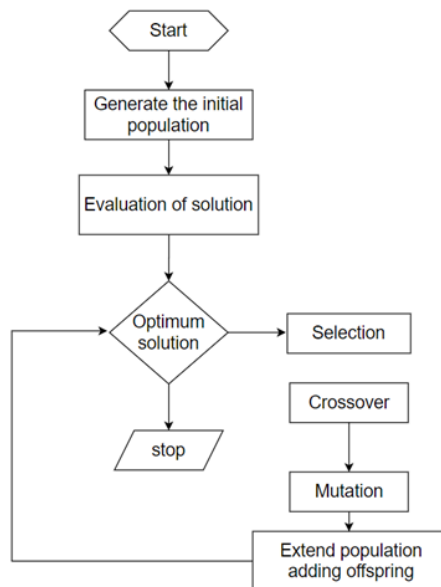 Start
Generate the initial
population
Evaluation of solution
Optimum
solution
Selection
Crossover
stop
Mutation
Extend population
adding offspring